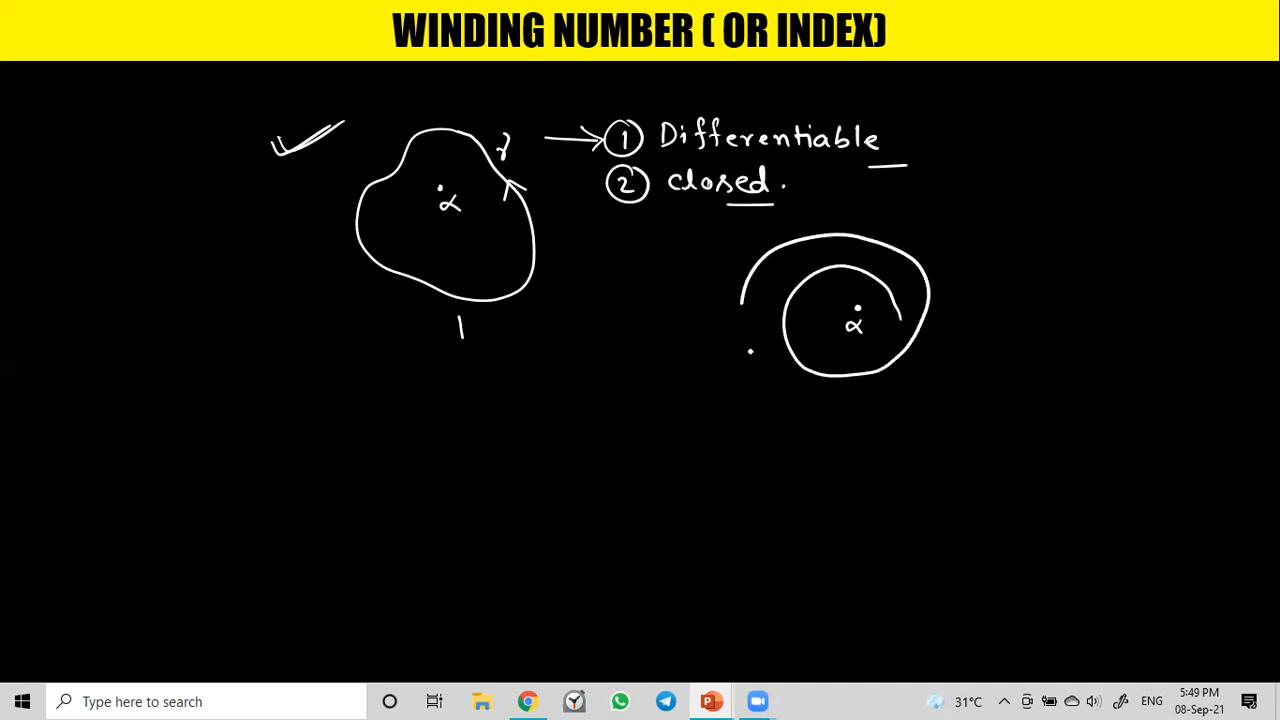 WINDING NUMBER ( OR INDEX)
γ → ① Differentiable
② closed.
α
α
1
Type here to search
31°C
ENG
5:49 PM
08-Sep-21